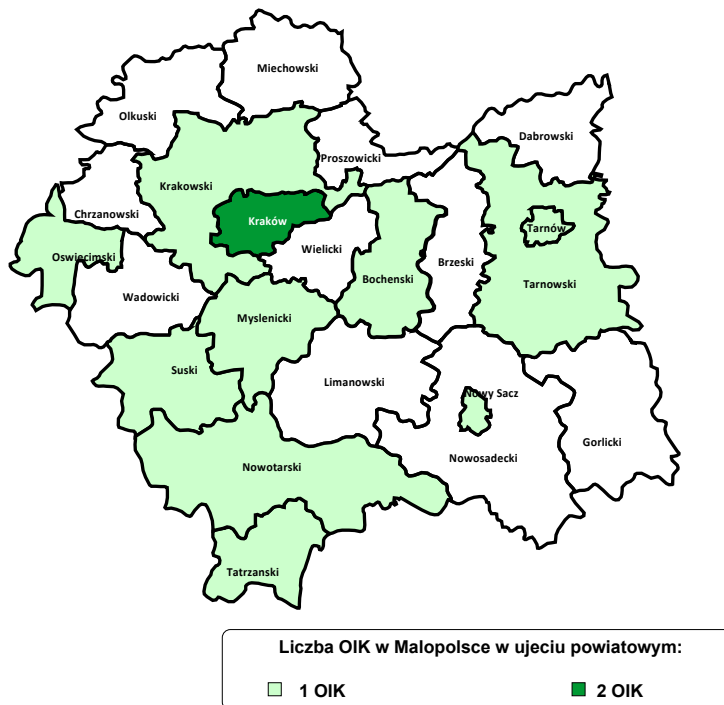 Miechowski
Olkuski
Dabrowski
Proszowicki
Krakowski
Chrzanowski
Kraków
Tarnów
Wielicki
Oswiecimski
Brzeski
Bochenski
Tarnowski
Wadowicki
Myslenicki
Suski
Limanowski
Nowy Sacz
Gorlicki
Nowosadecki
Nowotarski
Tatrzanski
Liczba OIK w Malopolsce w ujeciu powiatowym:
1 OIK 2 OIK